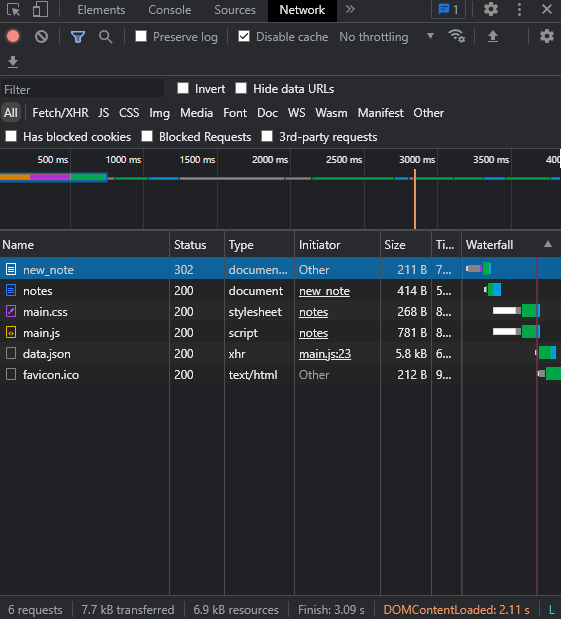 Elements Console Sources Network 1
Preserve log Disable cache No throttling
Filter Invert Hide data URLs
All Fetch/XHR JS CSS Img Media Font Doc WS Wasm Manifest Other
Has blocked cookies Blocked Requests 3rd-party requests
500 ms 1000 ms 1500 ms 2000 ms 2500 ms 3000 ms 3500 ms 400
Name Status Type Initiator Size Ti... Waterfall
new_note 302 documen... Other 211 B 7...
notes 200 document new_note 414 B 5...
main.css 200 stylesheet notes 268 B 8...
main.js 200 script notes 781 B 8...
data.json 200 xhr main.js:23 5.8 kB 6...
favicon.ico 200 text/html Other 212 B 9...
6 requests 7.7 kB transferred 6.9 kB resources Finish: 3.09 s DOMContentLoaded: 2.11 s L